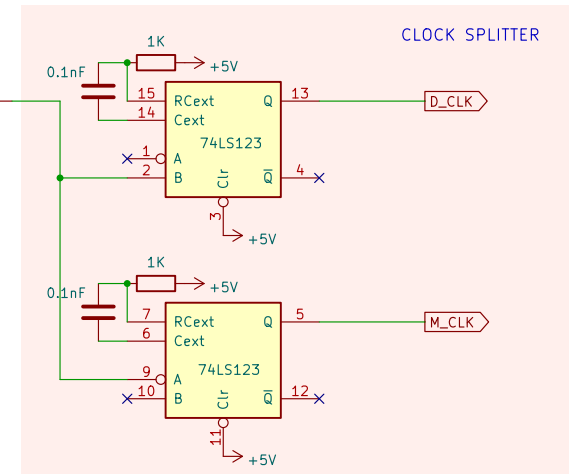 CLOCK SPLITTER
1K
0.1nF
+5V
15 RCext Q 13 D_CLK
14 Cext
74LS123
1 A
2 B Q 4
Clr
3
+5V
1K
0.1nF
+5V
7 RCext Q 5 M_CLK
6 Cext
74LS123
9 A
10 B Q 12
Clr
11
+5V